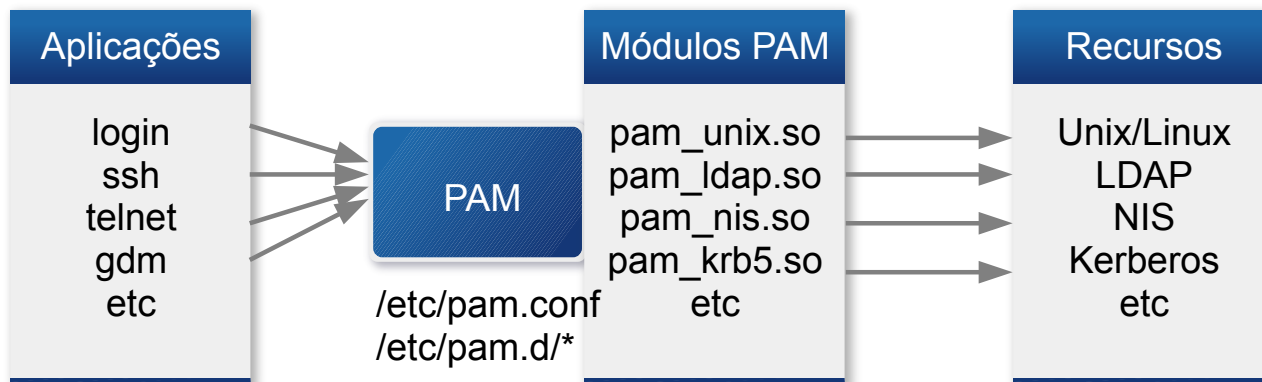 Aplicações
login
ssh
telnet
gdm
etc
PAM
/etc/pam.conf
/etc/pam.d/*
Módulos PAM
pam_unix.so
pam_ldap.so
pam_nis.so
pam_krb5.so
etc
Recursos
Unix/Linux
LDAP
NIS
Kerberos
etc